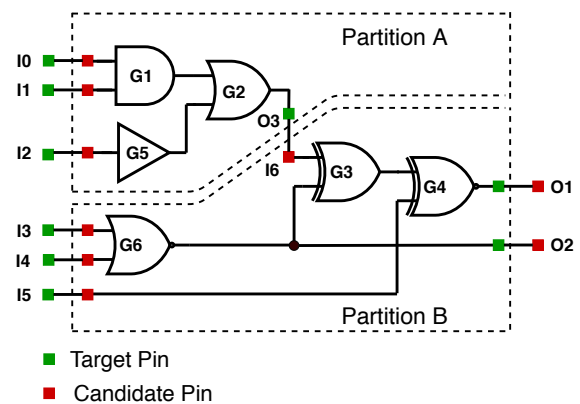 Partition A
I0
G1
I1
G2
O3
I2
G5
I6
G3
G4
O1
I3
G6
I4
O2
I5
Partition B
Target Pin
Candidate Pin